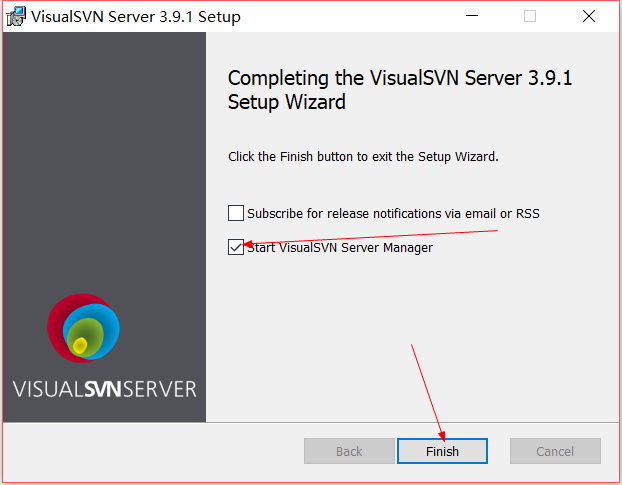 VisualSVN Server 3.9.1 Setup
Completing the VisualSVN Server 3.9.1
Setup Wizard
Click the Finish button to exit the Setup Wizard.
Subscribe for release notifications via email or RSS
Start VisualSVN Server Manager
VISUALSVNSERVER
Back
Finish
Cancel